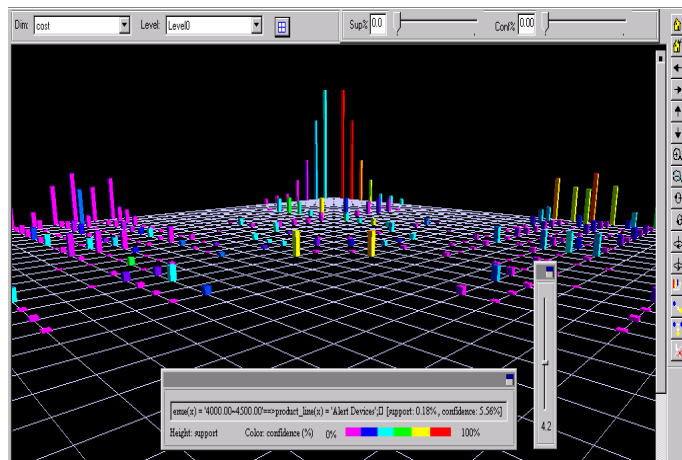 Dim: cost Level: Level0 Sup% 0.0 Conf% 0.00
4.2
erse(x) = '4000.00~4500.00'==>product_line(x) = 'Alert Devices';□ [support: 0.18% , confidence: 5.56%]
Height: support Color: confidence (%) 0% 100%